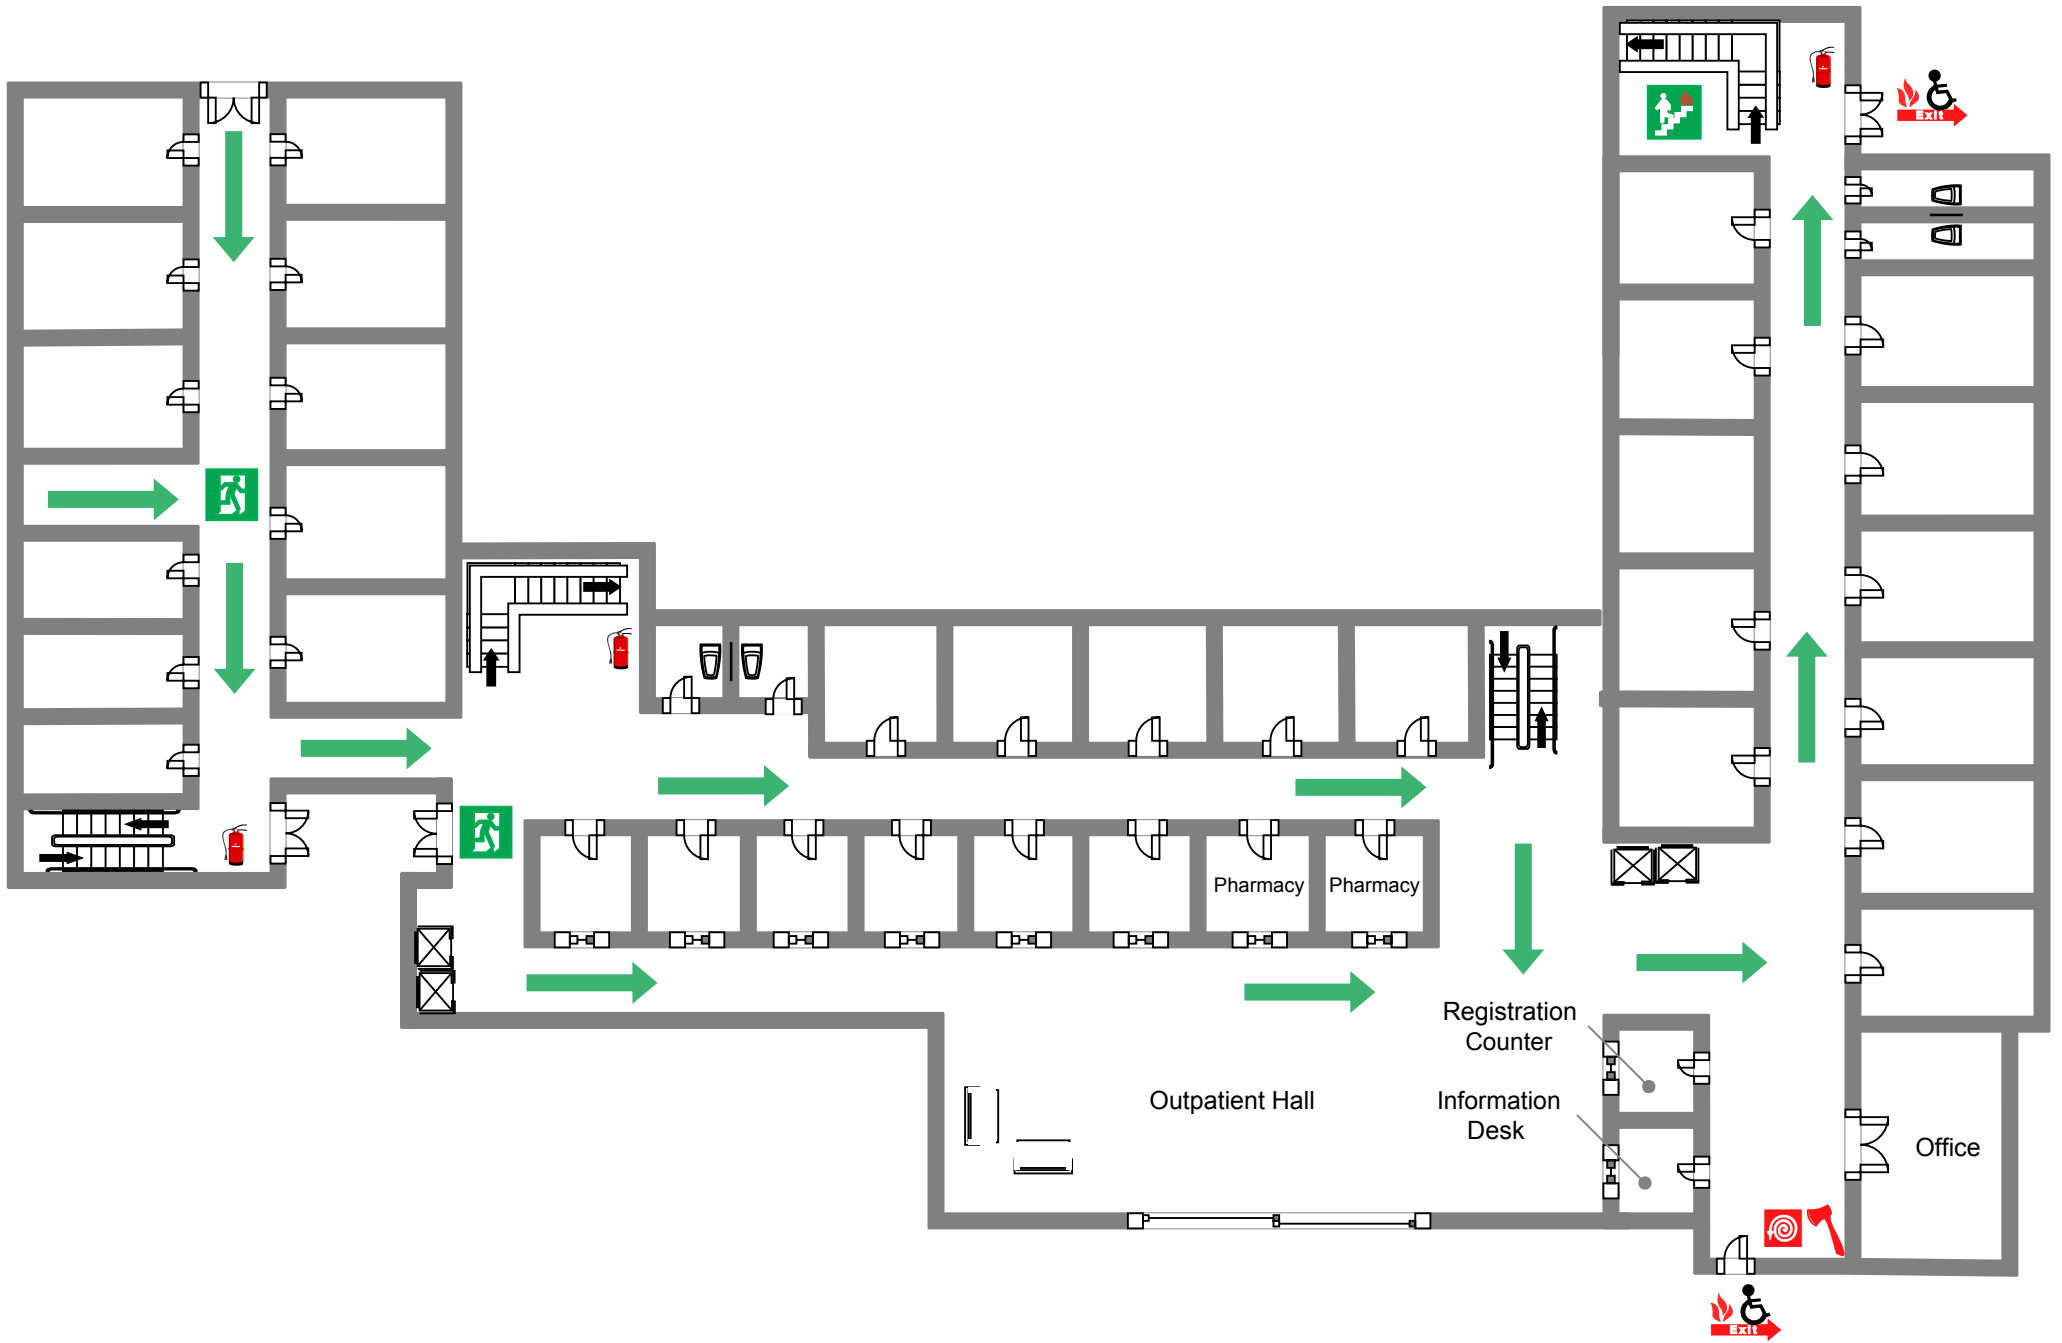 Exit
Pharmacy
Pharmacy
Registration
Counter
Outpatient Hall
Information
Desk
Office
Exit